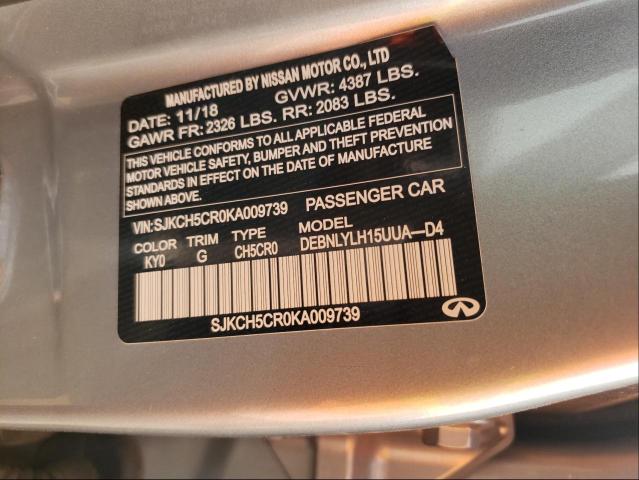 MANUFACTURED BY NISSAN MOTOR CO., LTD
DATE: 11/18 GVWR: 4387 LBS.
GAWR FR: 2326 LBS. RR: 2083 LBS.
THIS VEHICLE CONFORMS TO ALL APPLICABLE FEDERAL
MOTOR VEHICLE SAFETY, BUMPER AND THEFT PREVENTION
STANDARDS IN EFFECT ON THE DATE OF MANUFACTURE
SHOWN ABOVE.
VIN:SJKCH5CR0KA009739 PASSENGER CAR
COLOR TRIM TYPE MODEL
KY0 G CH5CR0 DEBNLYLH15UUA—D4
SJKCH5CR0KA009739